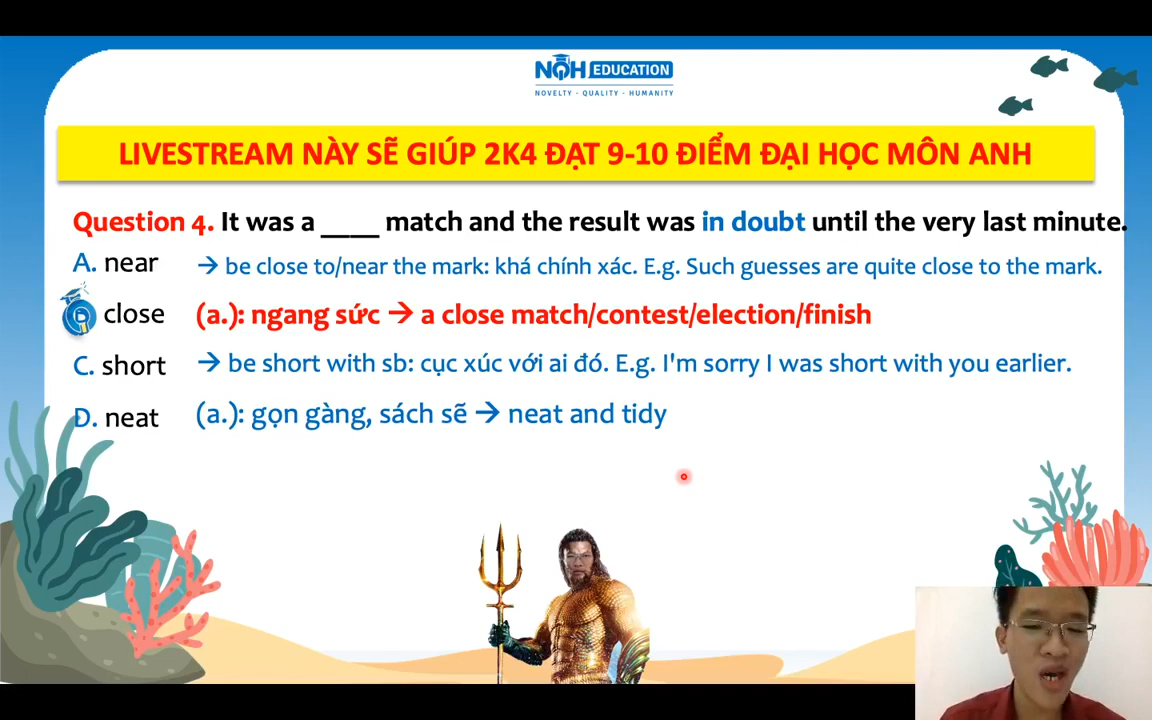 NQH EDUCATION
NOVELTY - QUALITY - HUMANITY
LIVESTREAM NÀY SẼ GIÚP 2K4 ĐẠT 9-10 ĐIỂM ĐẠI HỌC MÔN ANH
Question 4. It was a ____ match and the result was in doubt until the very last minute.
A. near → be close to/near the mark: khá chính xác. E.g. Such guesses are quite close to the mark.
close (a.): ngang sức → a close match/contest/election/finish
C. short → be short with sb: cục xúc với ai đó. E.g. I'm sorry I was short with you earlier.
D. neat (a.): gọn gàng, sách sẽ → neat and tidy